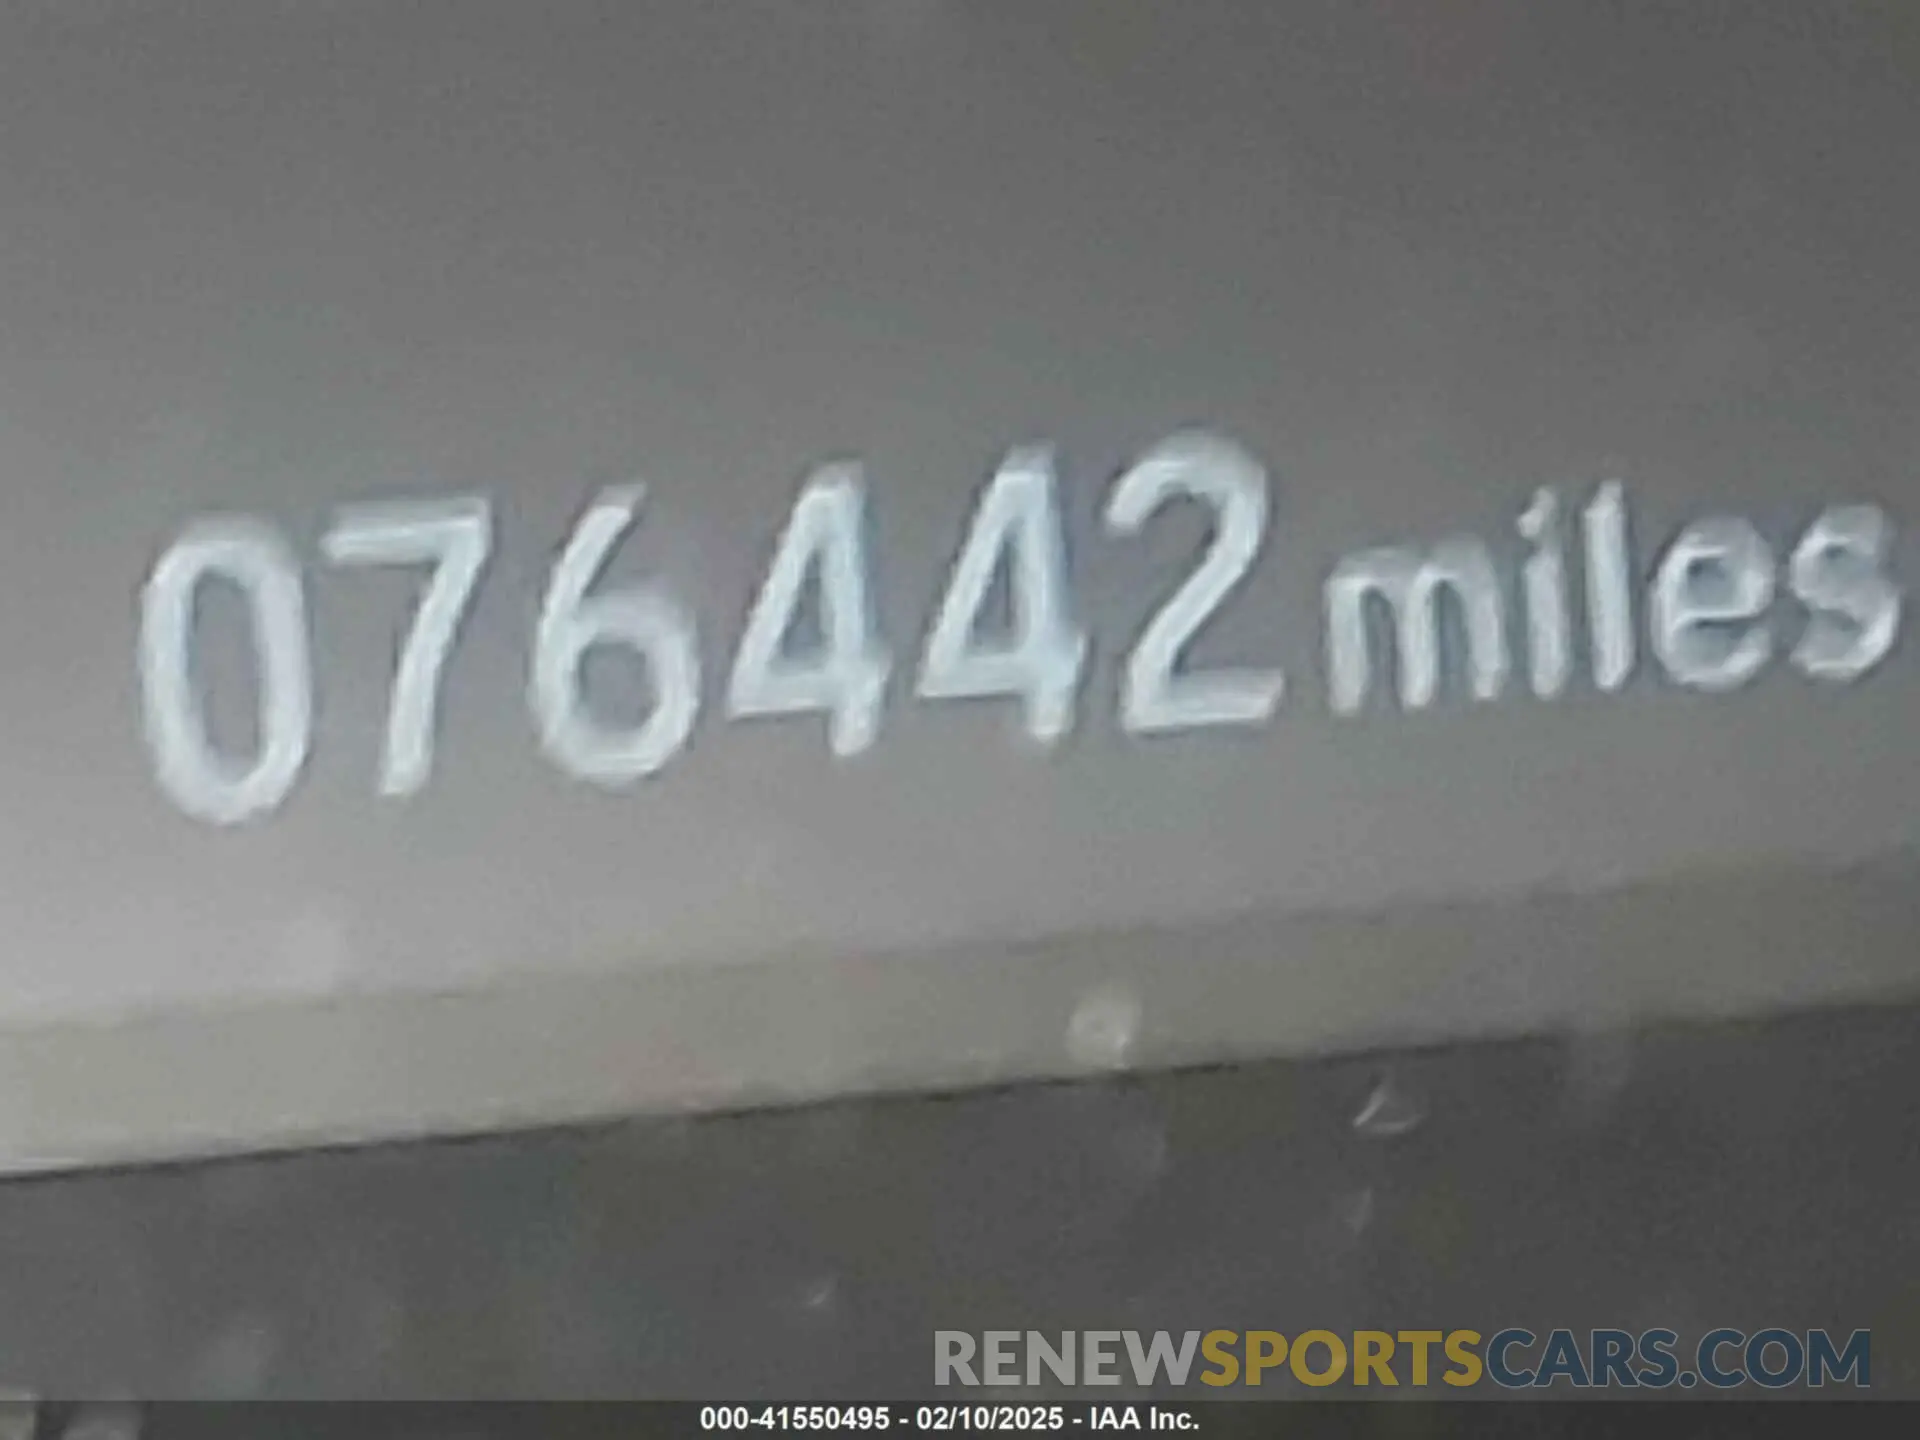 076442 miles
RENEWSPORTSCARS.COM
000-41550495 - 02/10/2025 - IAA Inc.